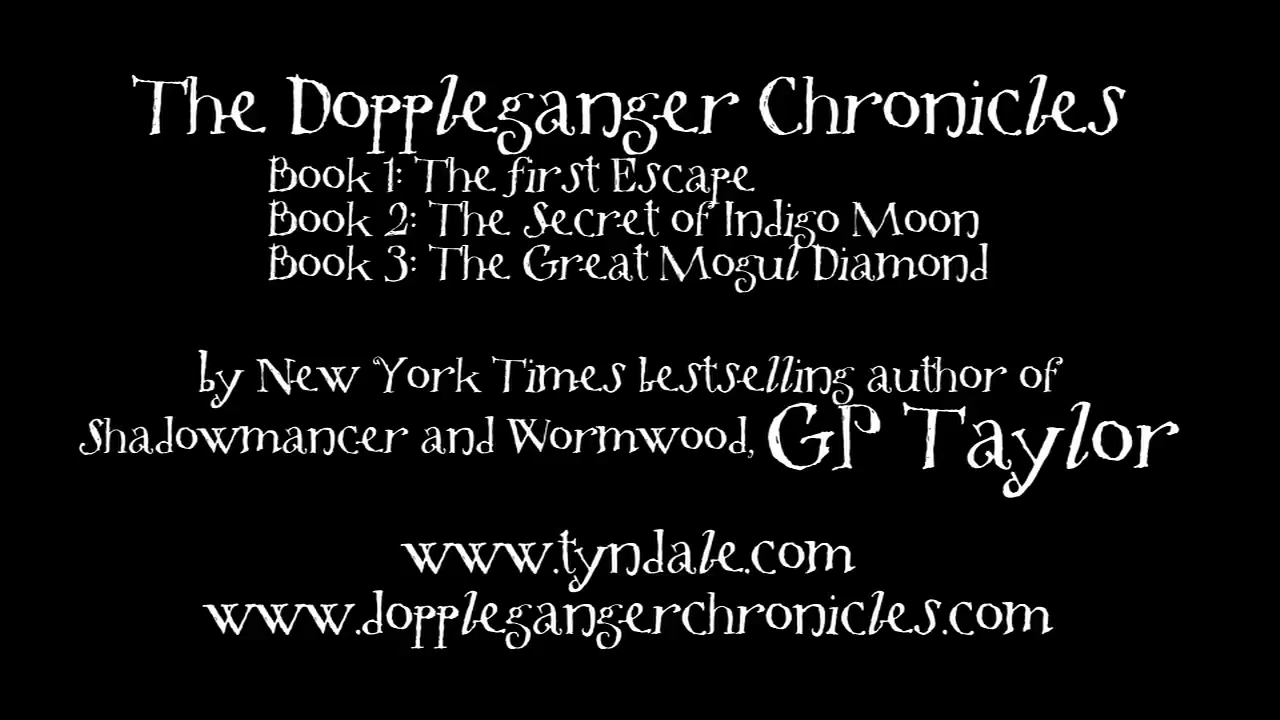 The Doppleganger Chronicles
Book 1: The first Escape
Book 2: The Secret of Indigo Moon
Book 3: The Great Mogul Diamond
by New York Times bestselling author of
Shadowmancer and Wormwood, GP Taylor
www.tyndale.com
www.dopplegangerchronicles.com